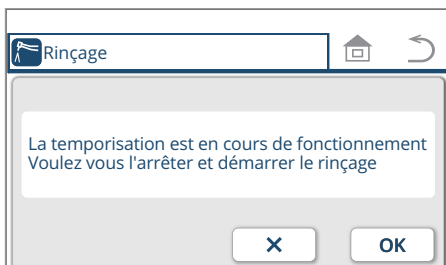 Rinçage
La temporisation est en cours de fonctionnement
Voulez vous l'arrêter et démarrer le rinçage
OK